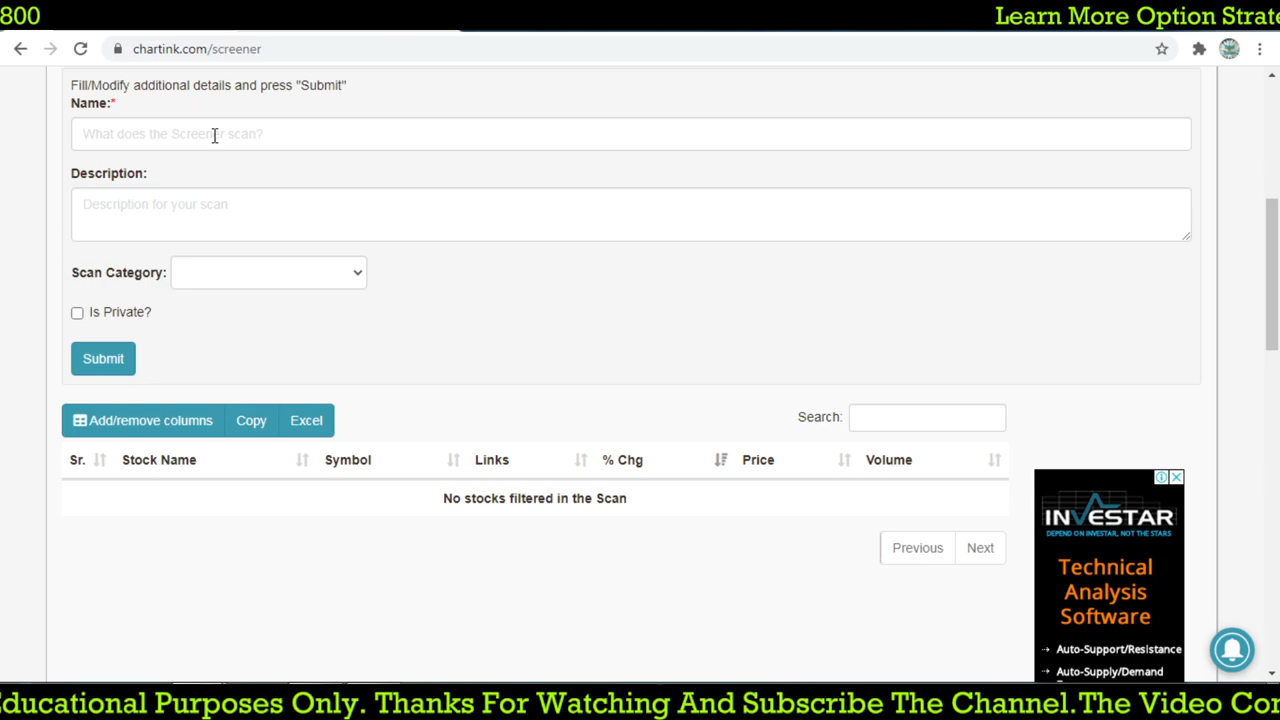 800
Learn More Option Strate
chartink.com/screener
Fill/Modify additional details and press "Submit"
Name:*
What does the Screener scan?
Description:
Description for your scan
Scan Category:
Is Private?
Submit
Add/remove columns Copy Excel
Search:
Sr. Stock Name Symbol Links % Chg Price Volume
No stocks filtered in the Scan
Previous Next
INVESTAR
DEPEND ON INVESTAR, NOT THE STARS
Technical
Analysis
Software
→ Auto-Support/Resistance
→ Auto-Supply/Demand
Educational Purposes Only. Thanks For Watching And Subscribe The Channel.The Video Co